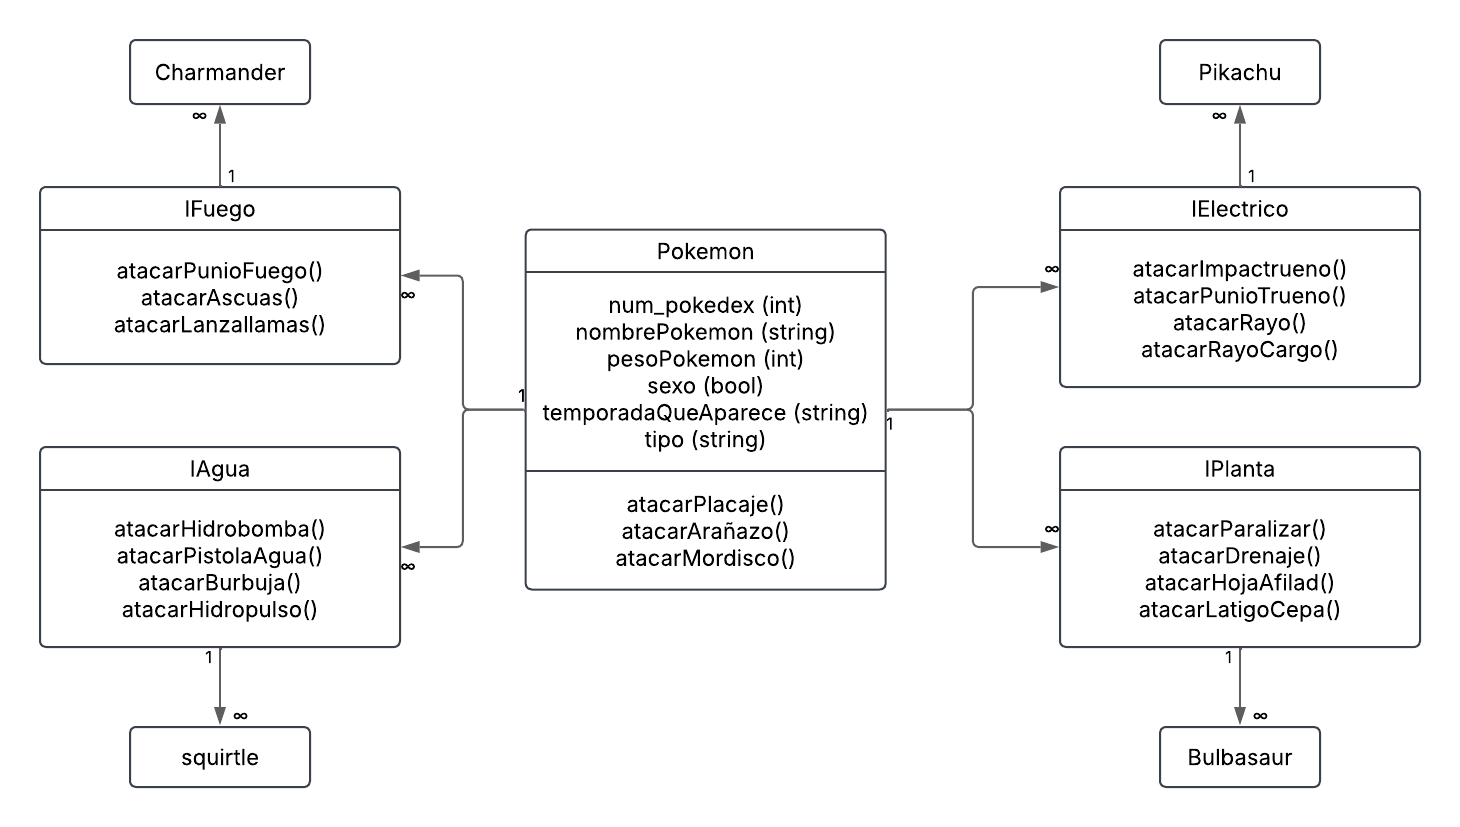 Charmander
∞
1
IFuego
atacarPunioFuego()
atacarAscuas()
atacarLanzallamas()
∞
IAgua
atacarHidrobomba()
atacarPistolaAgua()
atacarBurbuja()
atacarHidropulso()
∞
1
∞
squirtle
1
Pokemon
num_pokedex (int)
nombrePokemon (string)
pesoPokemon (int)
sexo (bool)
temporadaQueAparece (string)
tipo (string)
atacarPlacaje()
atacarArañazo()
atacarMordisco()
1
Pikachu
∞
1
IElectrico
∞
atacarImpactrueno()
atacarPunioTrueno()
atacarRayo()
atacarRayoCargo()
IPlanta
∞
atacarParalizar()
atacarDrenaje()
atacarHojaAfilad()
atacarLatigoCepa()
1
∞
Bulbasaur